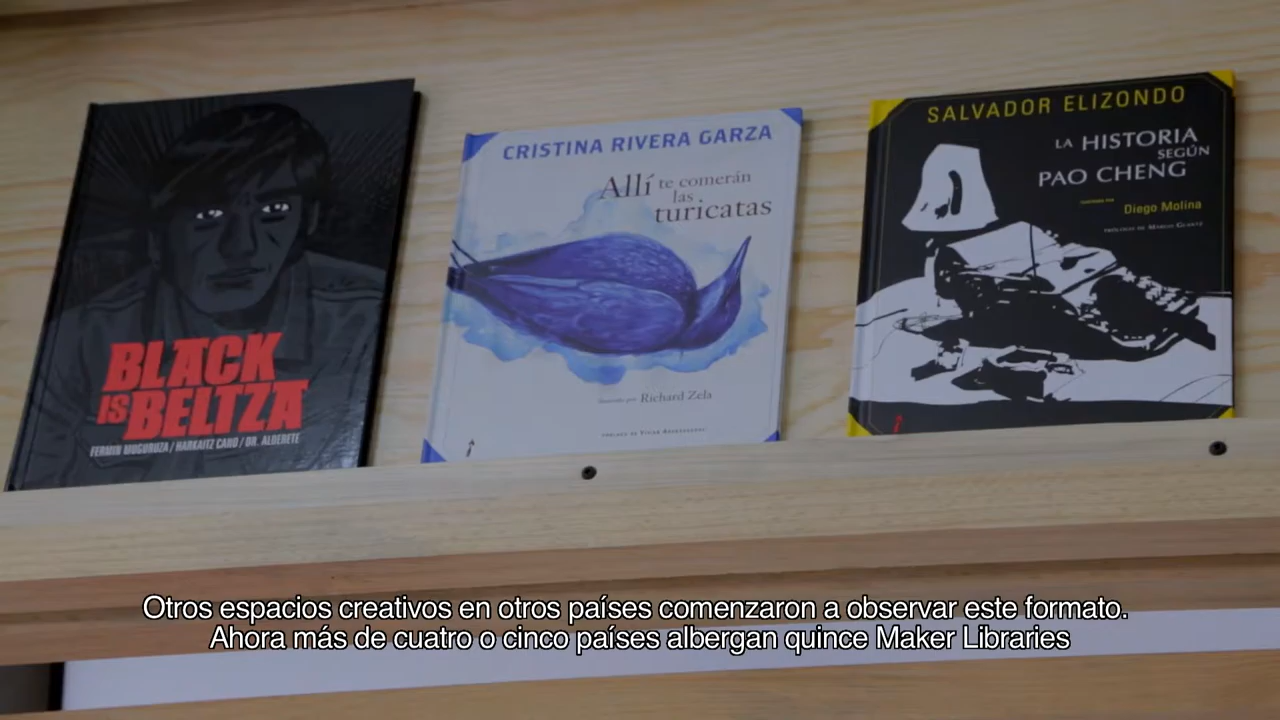 BLACK
IS BELTZA
FERMIN MUGURUZA / HARKAITZ CANO / DR. ALDERETE
CRISTINA RIVERA GARZA
Allí te comerán
las
turicatas
ilustrado por Richard Zela
SALVADOR ELIZONDO
LA HISTORIA
SEGÚN
PAO CHENG
Diego Molina
Otros espacios creativos en otros países comenzaron a observar este formato.
Ahora más de cuatro o cinco países albergan quince Maker Libraries